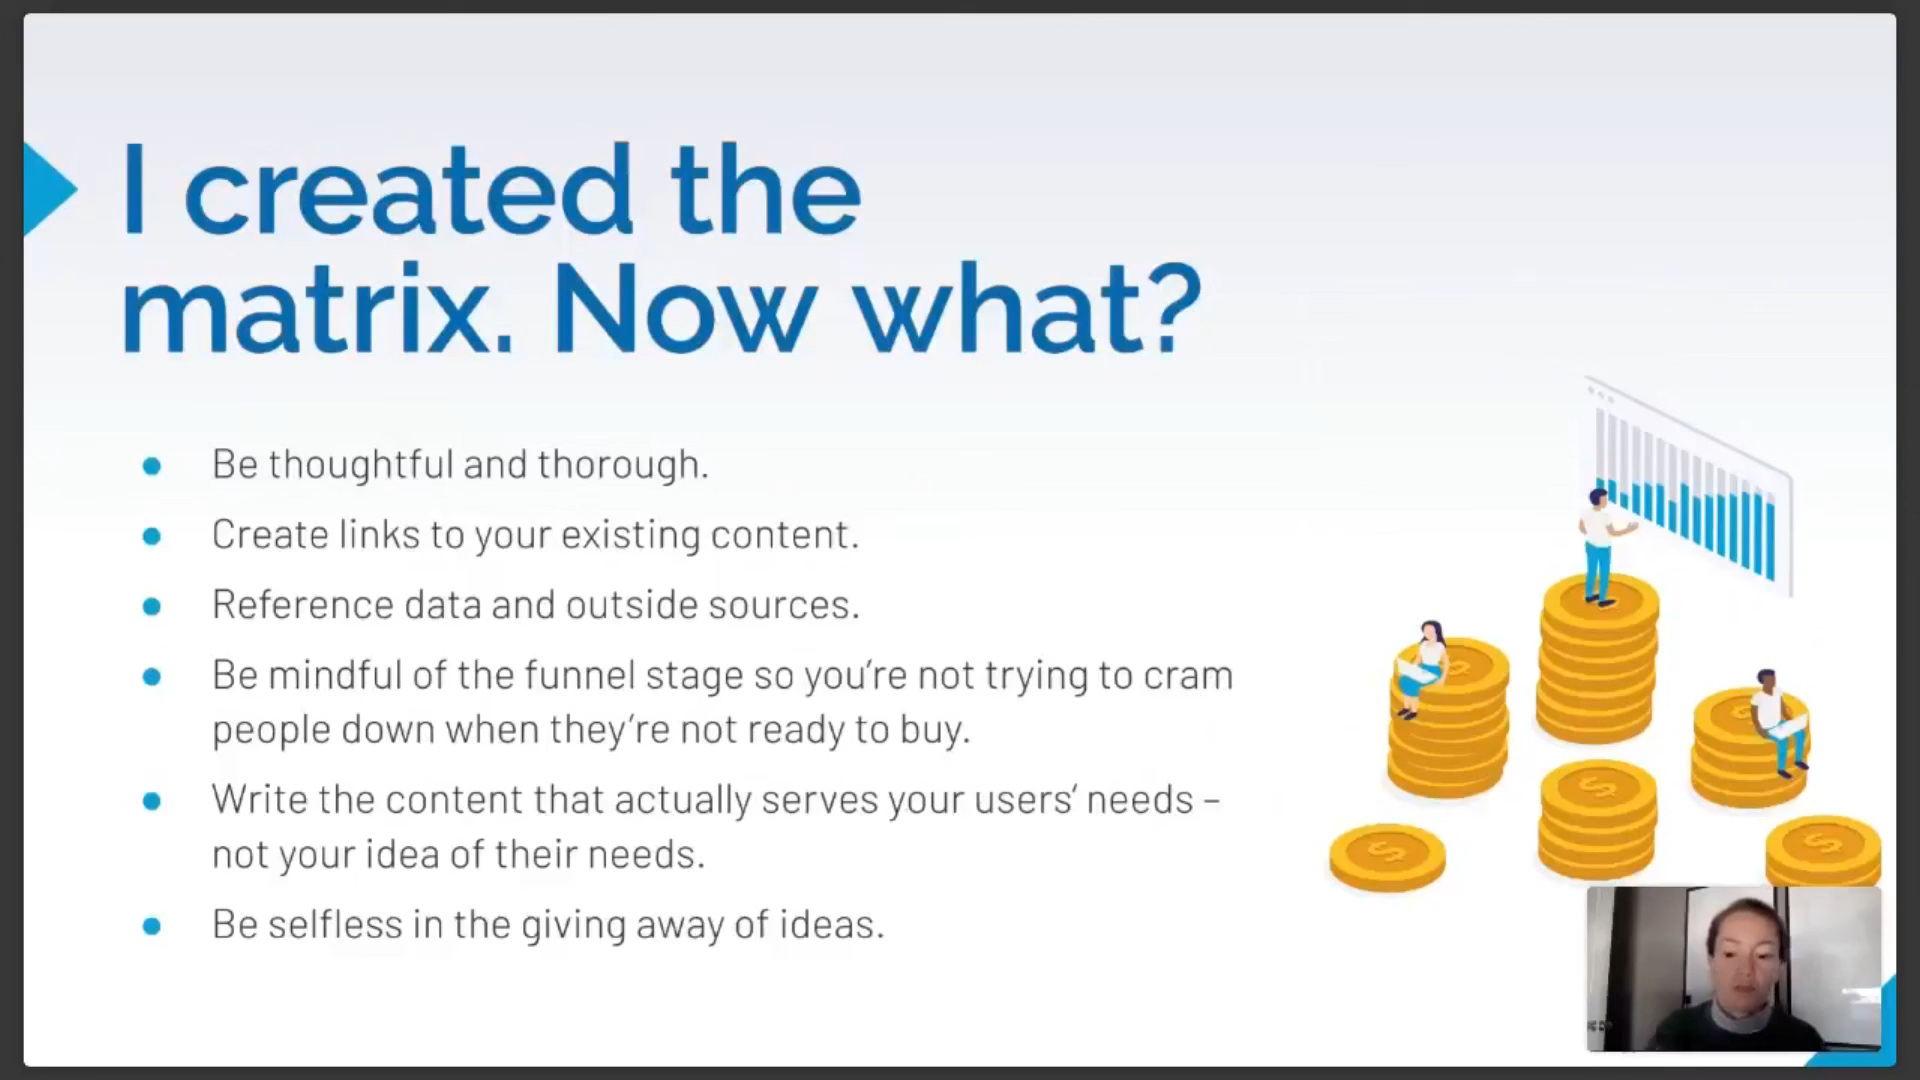 I created the
matrix. Now what?
● Be thoughtful and thorough.
● Create links to your existing content.
● Reference data and outside sources.
● Be mindful of the funnel stage so you’re not trying to cram
people down when they’re not ready to buy.
● Write the content that actually serves your users’ needs –
not your idea of their needs.
● Be selfless in the giving away of ideas.